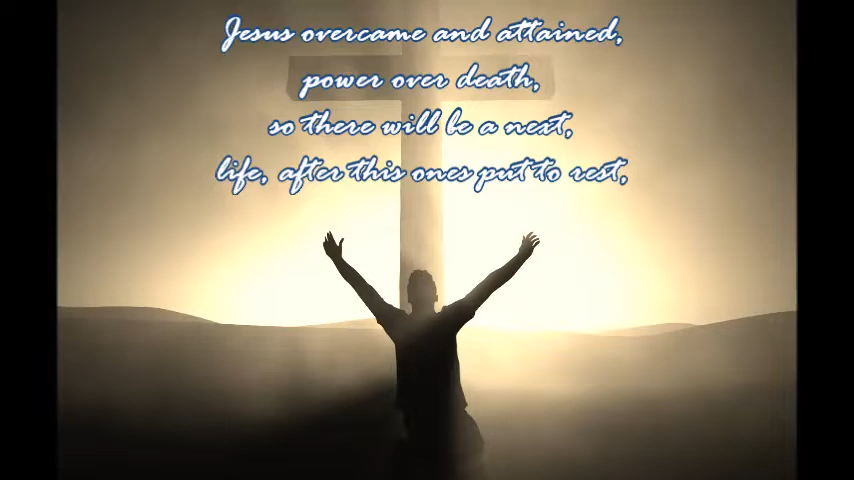 Jesus overcame and attained,
power over death,
so there will be a next,
life, after this ones put to rest,